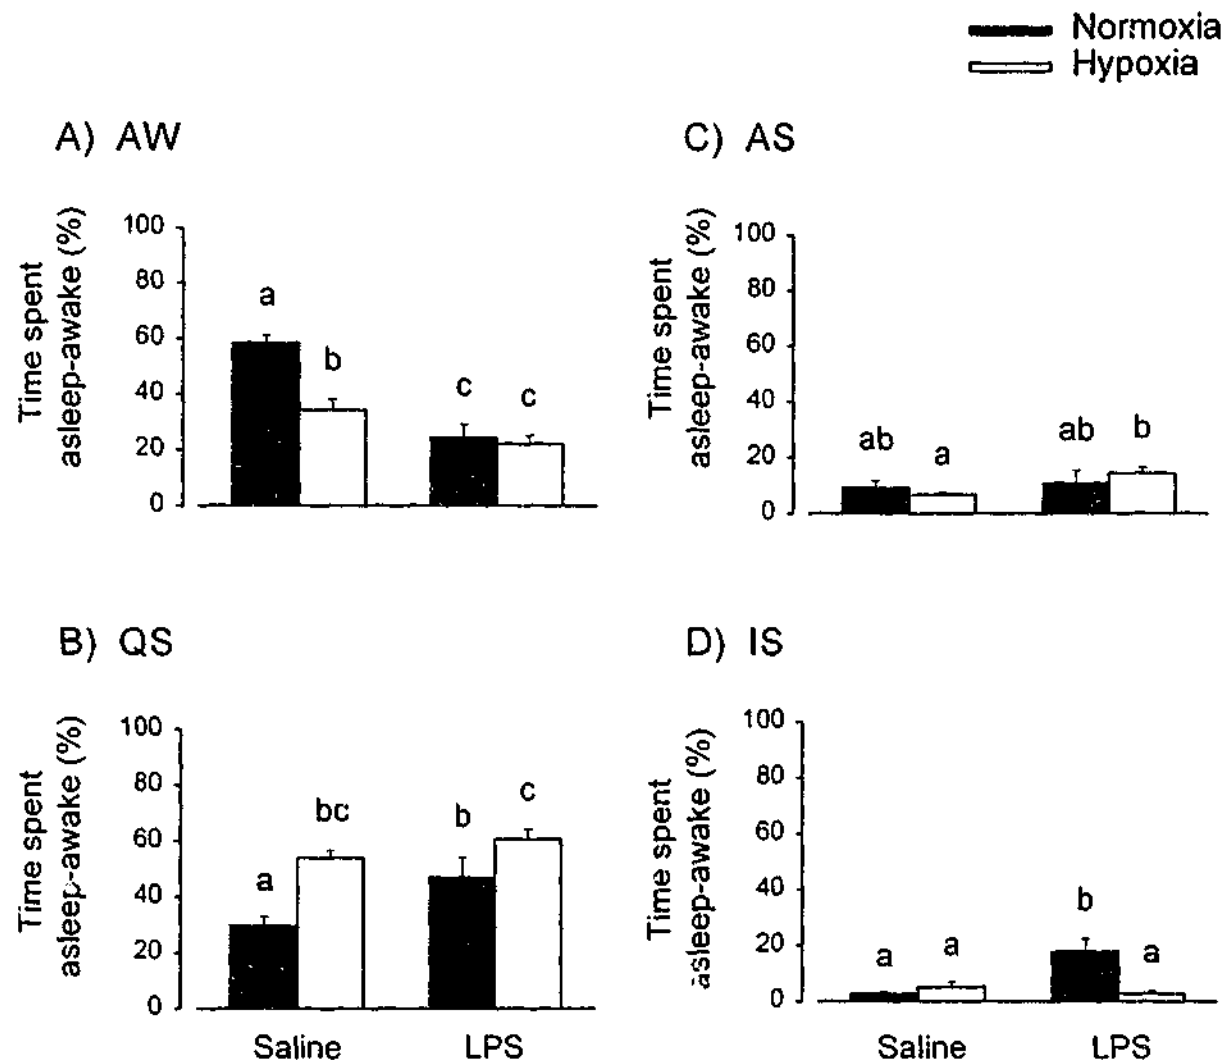 Normoxia
Hypoxia
A) AW
Time spent
asleep-awake (%)
100
80
60
40
20
0
a
b
c
c
C) AS
Time spent
asleep-awake (%)
100
80
60
40
20
0
ab
a
ab
b
B) QS
Time spent
asleep-awake (%)
100
80
60
40
20
0
a
bc
b
c
Saline
LPS
D) IS
Time spent
asleep-awake (%)
100
80
60
40
20
0
a
a
b
a
Saline
LPS